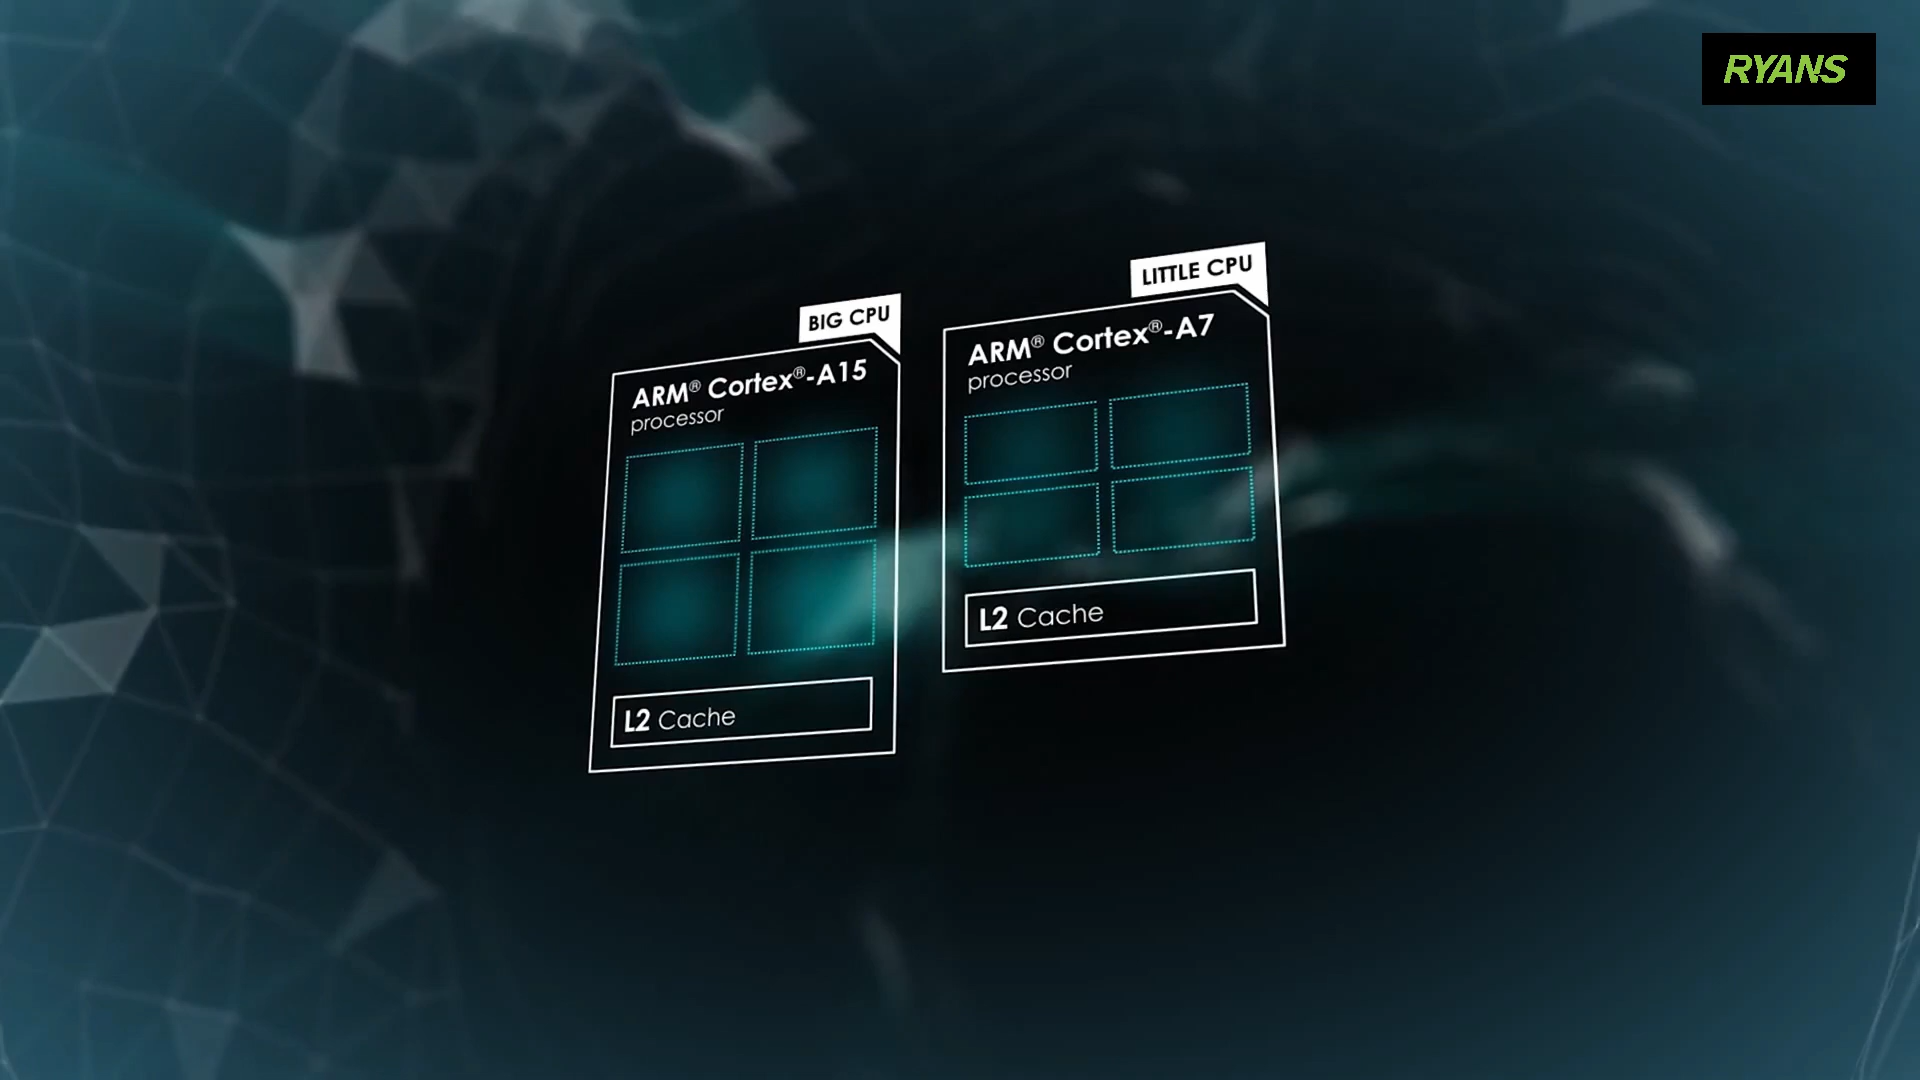 RYANS
BIG CPU
ARM® Cortex®-A15
processor
L2 Cache
LITTLE CPU
ARM® Cortex®-A7
processor
L2 Cache